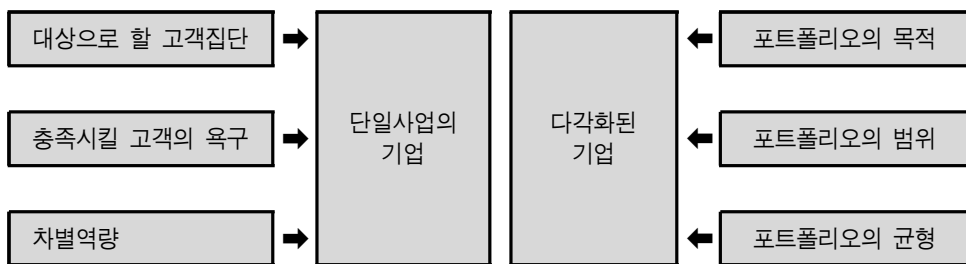 대상으로 할 고객집단
충족시킬 고객의 욕구
차별역량
단일사업의
기업
다각화된
기업
포트폴리오의 목적
포트폴리오의 범위
포트폴리오의 균형